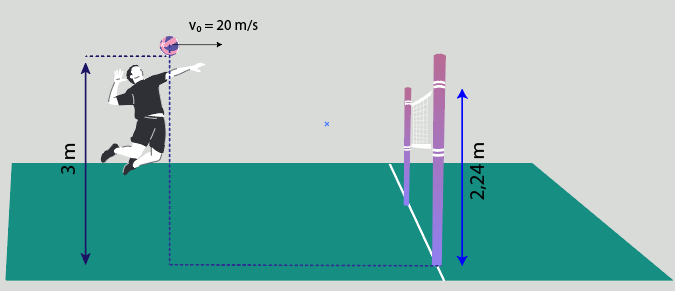 v₀ = 20 m/s
3 m
2,24 m